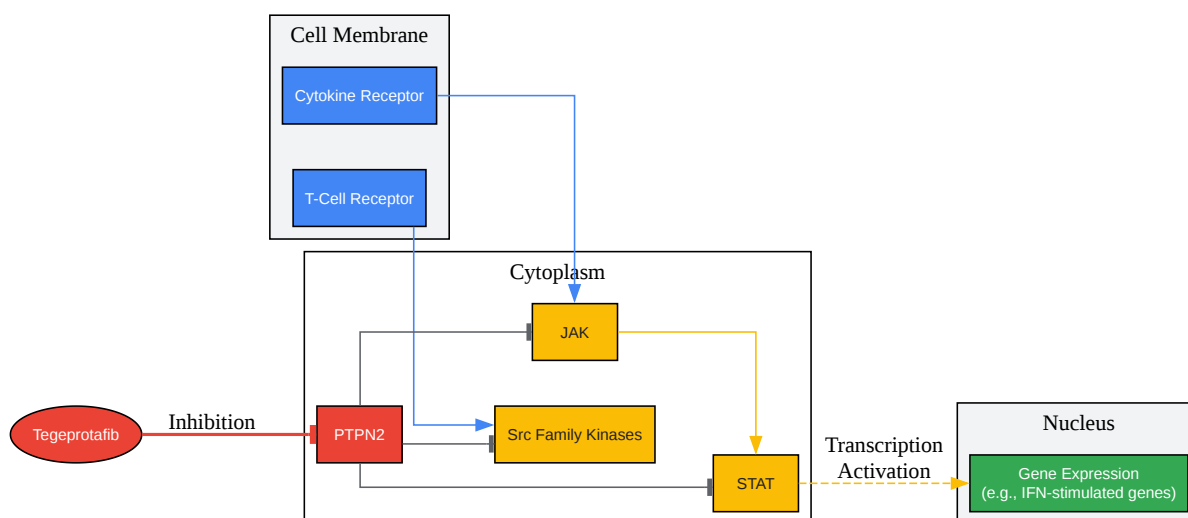 Cell Membrane
Cytokine Receptor
T-Cell Receptor
Cytoplasm
JAK
Tegeprotafib
Inhibition
PTPN2
Src Family Kinases
STAT
Transcription
Activation
Nucleus
Gene Expression
(e.g., IFN-stimulated genes)